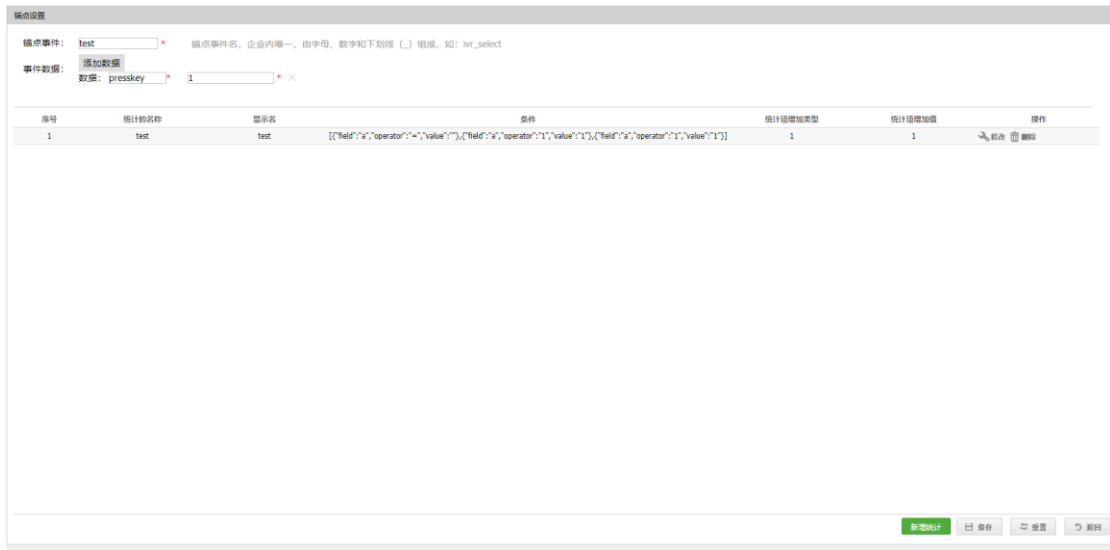 锚点设置
锚点事件： test * 锚点事件名，企业内唯一，由字母、数字和下划线（_）组成，如：ivr_select
事件数据： 添加数据
数据： presskey * 1 * ×
序号 统计的名称 显示名 条件 统计项增加类型 统计项增加值 操作
1 test test [{"field":"a","operator":"=","value":""},{"field":"a","operator":"1","value":"1"},{"field":"a","operator":"1","value":"1"}] 1 1 修改 删除
新增统计 保存 重置 返回